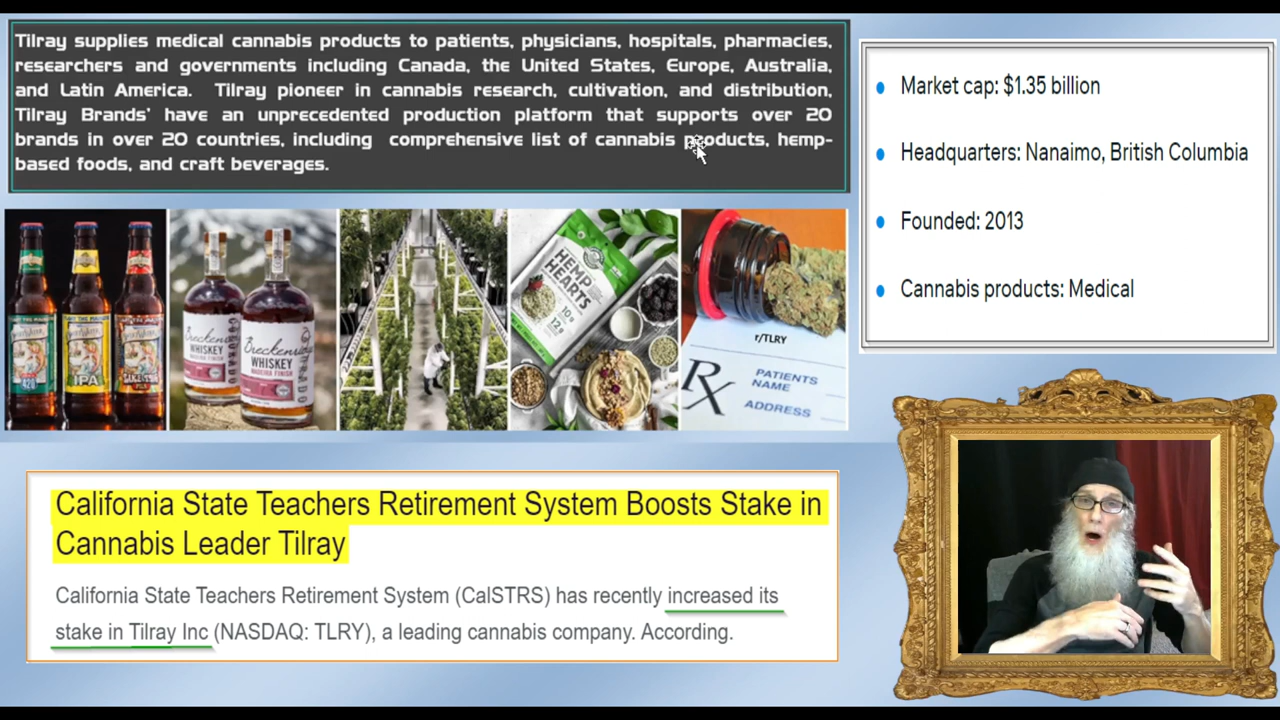 Tilray supplies medical cannabis products to patients, physicians, hospitals, pharmacies,
researchers and governments including Canada, the United States, Europe, Australia,
and Latin America. Tilray pioneer in cannabis research, cultivation, and distribution,
Tilray Brands' have an unprecedented production platform that supports over 20
brands in over 20 countries, including comprehensive list of cannabis products, hemp-
based foods, and craft beverages.
Market cap: $1.35 billion
Headquarters: Nanaimo, British Columbia
Founded: 2013
Cannabis products: Medical
420
IPA
Breckenridge
WHISKEY
MADEIRA FINISH
WHISKEY
HEMP
HEARTS
10g
12g
r/TLRY
Rx
PATIENTS
NAME
ADDRESS
California State Teachers Retirement System Boosts Stake in
Cannabis Leader Tilray
California State Teachers Retirement System (CalSTRS) has recently increased its
stake in Tilray Inc (NASDAQ: TLRY), a leading cannabis company. According.